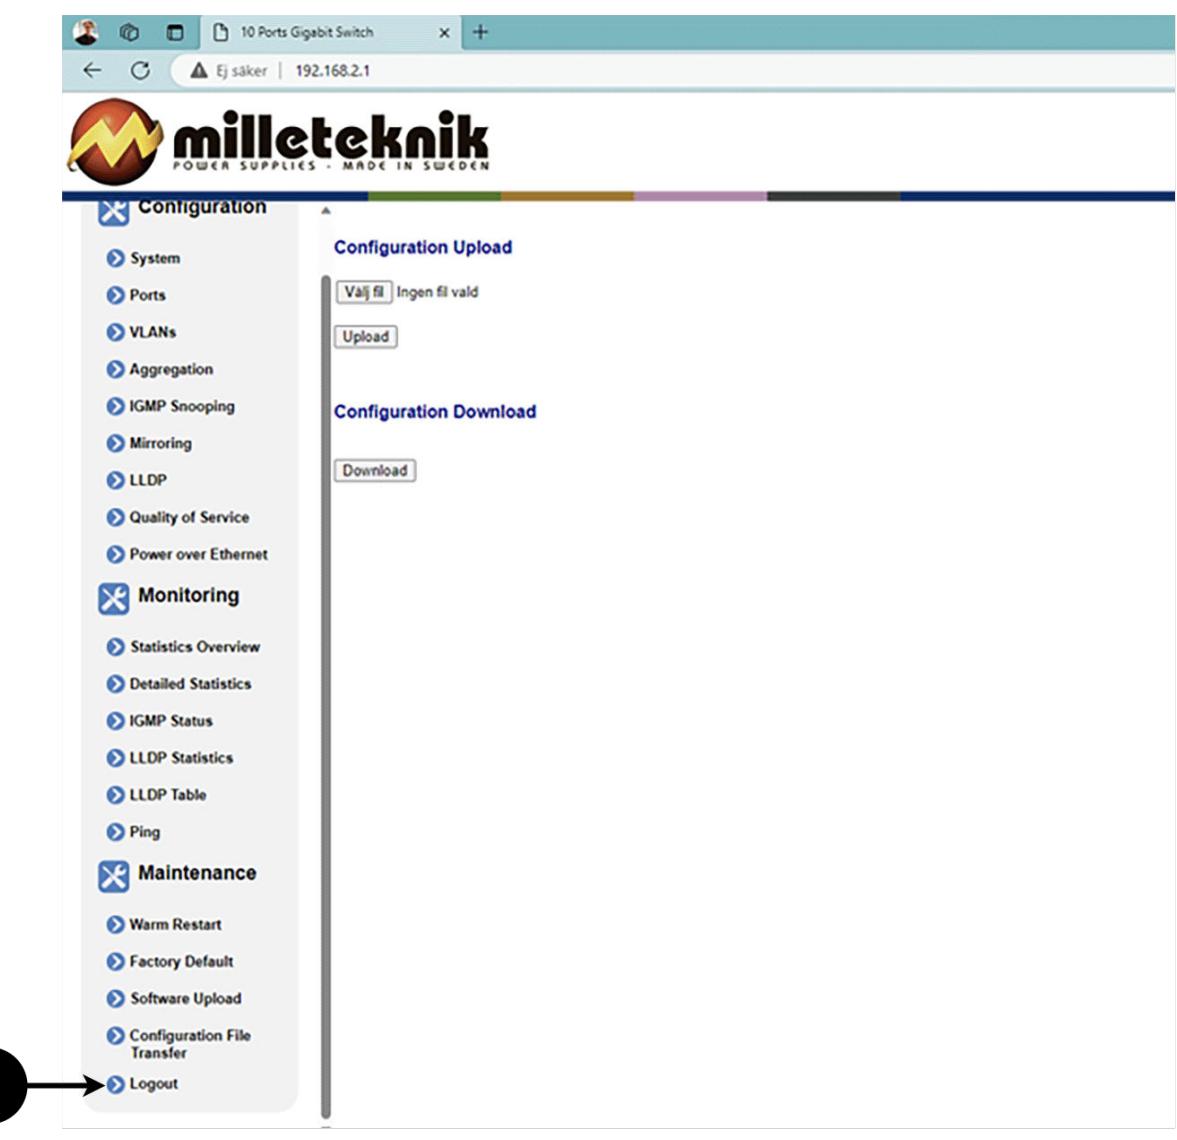 10 Ports Gigabit Switch
Ej säker | 192.168.2.1
milleteknik
POWER SUPPLIES - MADE IN SWEDEN
Configuration
System
Ports
VLANs
Aggregation
IGMP Snooping
Mirroring
LLDP
Quality of Service
Power over Ethernet
Monitoring
Statistics Overview
Detailed Statistics
IGMP Status
LLDP Statistics
LLDP Table
Ping
Maintenance
Warm Restart
Factory Default
Software Upload
Configuration File
Transfer
Logout
Configuration Upload
Välj fil Ingen fil vald
Upload
Configuration Download
Download